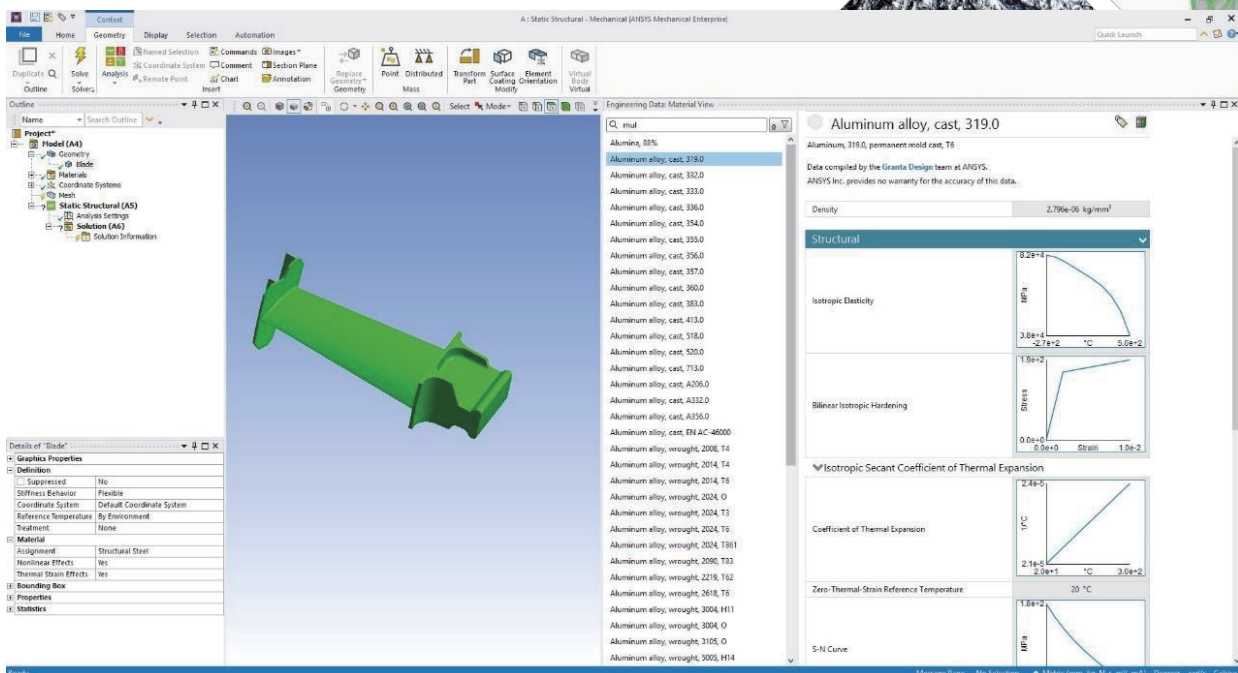 A : Static Structural - Mechanical [ANSYS Mechanical Enterprise]
Context
File Home Geometry Display Selection Automation
Quick Launch
Duplicate
Outline
Solve
Solver
Analysis
Named Selection
Coordinate System
Remote Point
Commands
Comment
Chart
Images
Section Plane
Annotation
Insert
Replace Geometry
Geometry
Point
Distributed
Mass
Transform Part
Surface Coating
Element Orientation
Modify
Virtual Body
Virtual
Outline
Name
Search Outline
Project*
Model (A4)
Geometry
Blade
Materials
Coordinate Systems
Mesh
Static Structural (A5)
Analysis Settings
Solution (A6)
Solution Information
Select Mode
Details of "Blade"
Graphics Properties
Definition
Suppressed No
Stiffness Behavior Flexible
Coordinate System Default Coordinate System
Reference Temperature By Environment
Treatment None
Material
Assignment Structural Steel
Nonlinear Effects Yes
Thermal Strain Effects Yes
Bounding Box
Properties
Statistics
Engineering Data: Material View
mul
Alumina, 88%
Aluminum alloy, cast, 319.0
Aluminum alloy, cast, 332.0
Aluminum alloy, cast, 333.0
Aluminum alloy, cast, 336.0
Aluminum alloy, cast, 354.0
Aluminum alloy, cast, 355.0
Aluminum alloy, cast, 356.0
Aluminum alloy, cast, 357.0
Aluminum alloy, cast, 360.0
Aluminum alloy, cast, 383.0
Aluminum alloy, cast, 413.0
Aluminum alloy, cast, 518.0
Aluminum alloy, cast, 520.0
Aluminum alloy, cast, 713.0
Aluminum alloy, cast, A206.0
Aluminum alloy, cast, A332.0
Aluminum alloy, cast, A356.0
Aluminum alloy, cast, EN AC-46000
Aluminum alloy, wrought, 2008, T4
Aluminum alloy, wrought, 2014, T4
Aluminum alloy, wrought, 2014, T6
Aluminum alloy, wrought, 2024, O
Aluminum alloy, wrought, 2024, T3
Aluminum alloy, wrought, 2024, T6
Aluminum alloy, wrought, 2024, T861
Aluminum alloy, wrought, 2090, T83
Aluminum alloy, wrought, 2219, T62
Aluminum alloy, wrought, 2618, T6
Aluminum alloy, wrought, 3004, H11
Aluminum alloy, wrought, 3004, O
Aluminum alloy, wrought, 3105, O
Aluminum alloy, wrought, 5005, H14
Aluminum alloy, cast, 319.0
Aluminum, 319.0, permanent mold cast, T6
Data compiled by the Granta Design team at ANSYS.
ANSYS Inc. provides no warranty for the accuracy of this data.
Density 2.796e-06 kg/mm³
Structural
Isotropic Elasticity
8.2e+4
MPa
3.8e+4
-2.7e+2 °C 5.0e+2
Bilinear Isotropic Hardening
1.9e+2
Stress
0.0e+0
0.0e+0 Strain 1.0e-2
Isotropic Secant Coefficient of Thermal Expansion
Coefficient of Thermal Expansion
2.4e-5
1/°C
2.1e-5
2.0e+1 °C 3.0e+2
Zero-Thermal-Strain Reference Temperature 20 °C
S-N Curve
1.8e+2
MPa